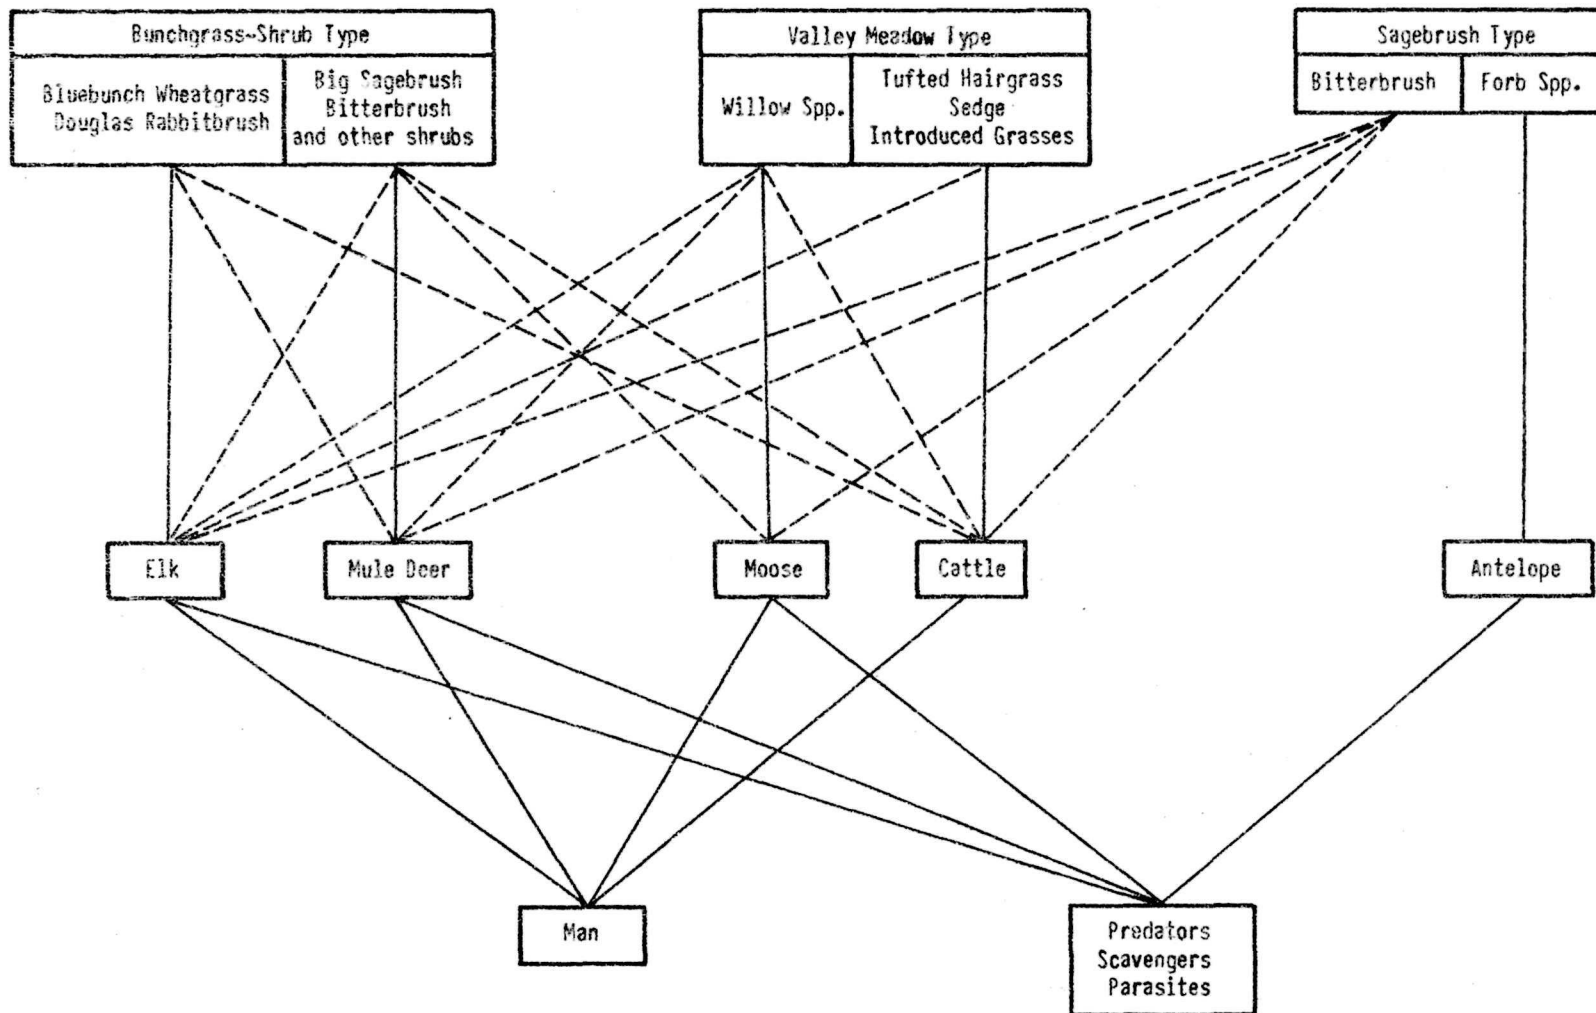 Bunchgrass-Shrub Type
Bluebunch Wheatgrass
Douglas Rabbitbrush
Big Sagebrush
Bitterbrush
and other shrubs
Valley Meadow Type
Willow Spp.
Tufted Hairgrass
Sedge
Introduced Grasses
Sagebrush Type
Bitterbrush
Forb Spp.
Elk
Mule Deer
Moose
Cattle
Antelope
Man
Predators
Scavengers
Parasites